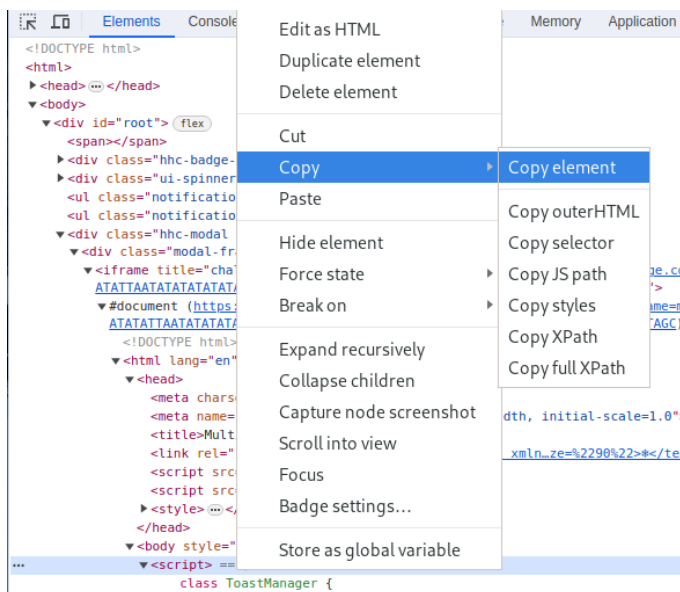 Elements Console Memory Application
<!DOCTYPE html>
<html>
<head> ⋯ </head>
<body>
<div id="root"> flex
<span></span>
<div class="hhc-badge-
<div class="ui-spinner
<ul class="notificatio
<ul class="notificatio
<div class="hhc-modal
<div class="modal-fra
<iframe title="chal ge.co
ATATTAATATATATATATA ">
#document (https: ame=m
ATATATTAATATATATA TAGC)
<!DOCTYPE html>
<html lang="en"
<head>
<meta charse
<meta name= dth, initial-scale=1.0"
<title>Mult
<link rel=" xmln…ze=%2290%22>❄</te
<script src
<script src
<style> ⋯ </
</head>
<body style="
... <script> ==
class ToastManager {
Edit as HTML
Duplicate element
Delete element
Cut
Copy
Paste
Hide element
Force state
Break on
Expand recursively
Collapse children
Capture node screenshot
Scroll into view
Focus
Badge settings...
Store as global variable
Copy element
Copy outerHTML
Copy selector
Copy JS path
Copy styles
Copy XPath
Copy full XPath